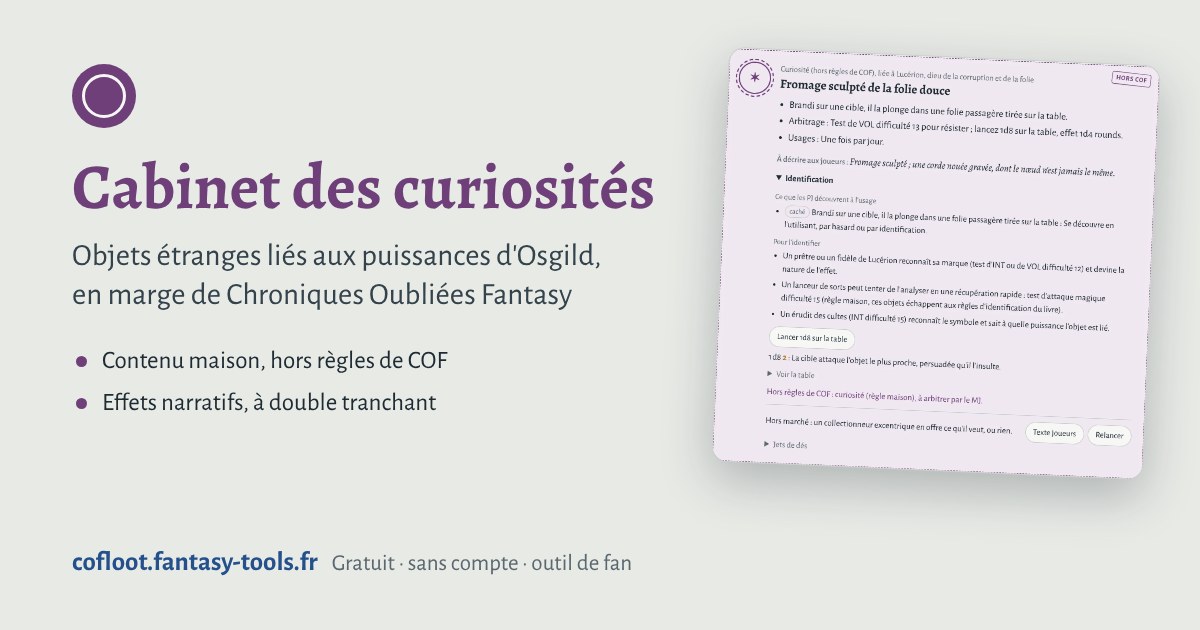 Cabinet des curiosités
Objets étranges liés aux puissances d'Osgild,
en marge de Chroniques Oubliées Fantasy
Contenu maison, hors règles de COF
Effets narratifs, à double tranchant
cofloot.fantasy-tools.fr Gratuit · sans compte · outil de fan
Curiosité (hors règles de COF), liée à Lucérion, dieu de la corruption et de la folie
HORS COF
Fromage sculpté de la folie douce
Brandi sur une cible, il la plonge dans une folie passagère tirée sur la table.
Arbitrage : Test de VOL difficulté 13 pour résister ; lancez 1d8 sur la table, effet 1d4 rounds.
Usages : Une fois par jour.
À décrire aux joueurs : Fromage sculpté ; une corde nouée gravée, dont le nœud n'est jamais le même.
▼ Identification
Ce que les PJ découvrent à l'usage
caché Brandi sur une cible, il la plonge dans une folie passagère tirée sur la table : Se découvre en
l'utilisant, par hasard ou par identification.
Pour l'identifier
Un prêtre ou un fidèle de Lucérion reconnaît sa marque (test d'INT ou de VOL difficulté 12) et devine la
nature de l'effet.
Un lanceur de sorts peut tenter de l'analyser en une récupération rapide : test d'attaque magique
difficulté 15 (règle maison, ces objets échappent aux règles d'identification du livre).
Un érudit des cultes (INT difficulté 15) reconnaît le symbole et sait à quelle puissance l'objet est lié.
Lancer 1d8 sur la table
1d8 2 : La cible attaque l'objet le plus proche, persuadée qu'il l'insulte.
▶ Voir la table
Hors règles de COF : curiosité (règle maison), à arbitrer par le MJ.
Hors marché : un collectionneur excentrique en offre ce qu'il veut, ou rien.
Texte joueurs
Relancer
▶ Jets de dés